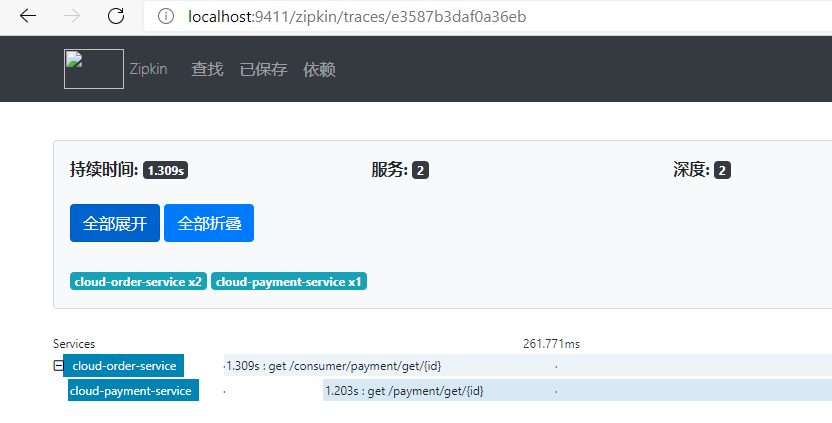 localhost:9411/zipkin/traces/e3587b3daf0a36eb
Zipkin 查找 已保存 依赖
持续时间: 1.309s 服务: 2 深度: 2
全部展开 全部折叠
cloud-order-service x2 cloud-payment-service x1
Services 261.771ms
cloud-order-service 1.309s : get /consumer/payment/get/{id}
cloud-payment-service 1.203s : get /payment/get/{id}